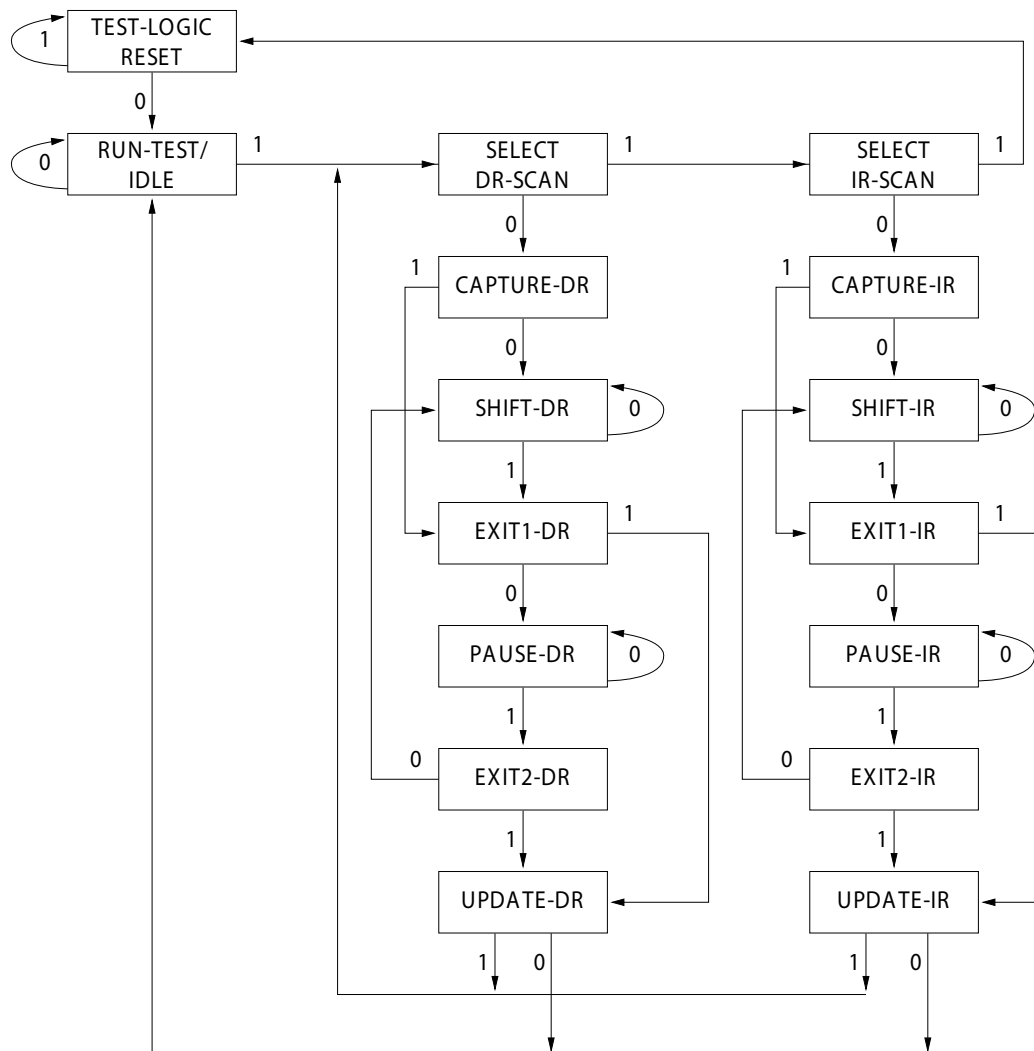 TEST-LOGIC
RESET
1
0
RUN-TEST/
IDLE
0
1
SELECT
DR-SCAN
1
SELECT
IR-SCAN
1
0
0
1
CAPTURE-DR
1
CAPTURE-IR
0
0
SHIFT-DR
0
SHIFT-IR
0
1
1
EXIT1-DR
1
EXIT1-IR
1
0
0
PAUSE-DR
0
PAUSE-IR
0
1
1
0
EXIT2-DR
0
EXIT2-IR
1
1
UPDATE-DR
UPDATE-IR
1
0
1
0